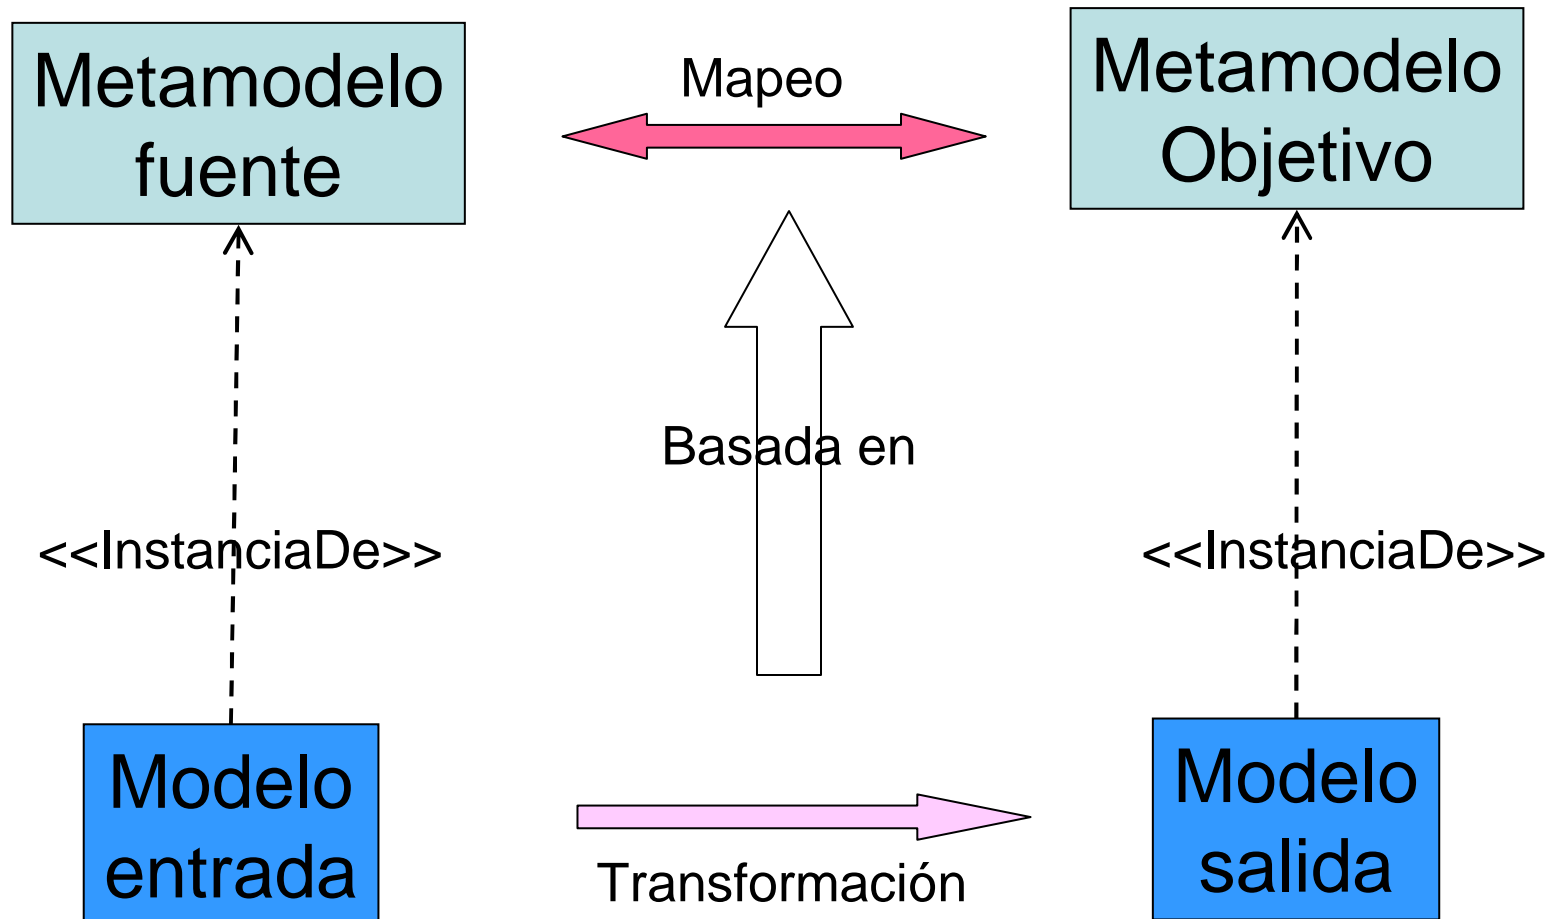 Metamodelo
fuente
Mapeo
Metamodelo
Objetivo
Basada en
<<InstanciaDe>>
<<InstanciaDe>>
Modelo
entrada
Transformación
Modelo
salida